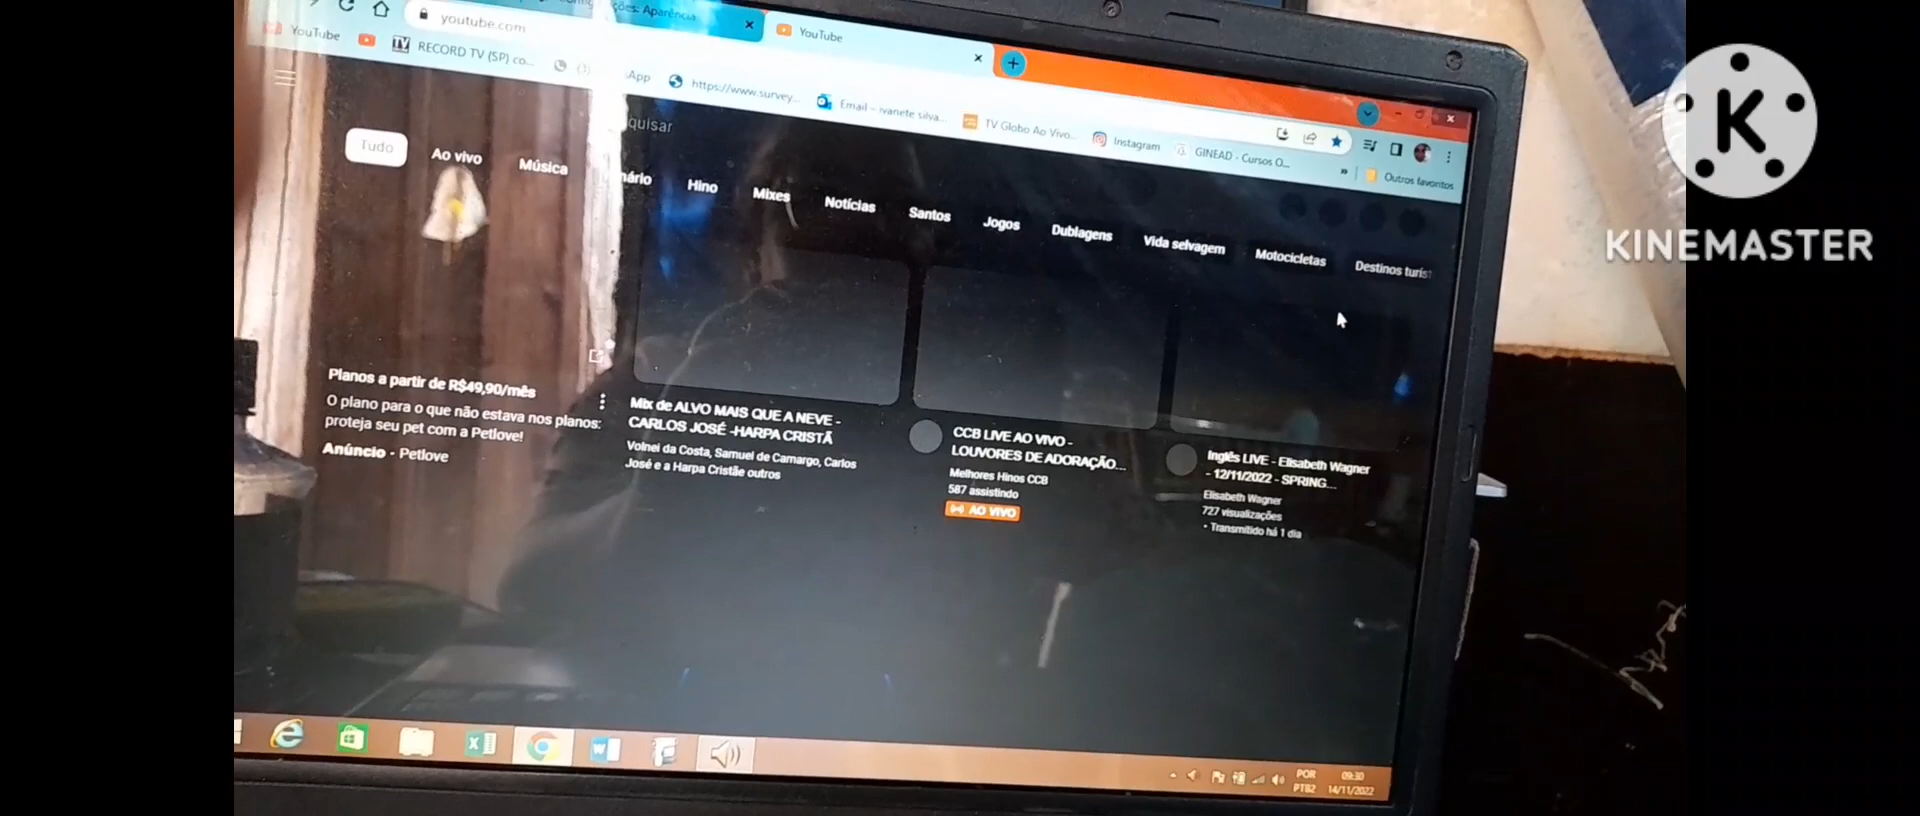 ções: Aparência
YouTube
youtube.com
YouTube
RECORD TV (SP) co...
(3)
App
https://www.survey...
Email – ivanete silva...
TV Globo Ao Vivo...
Instagram
GINEAD - Cursos O...
»
Outros favoritos
quisar
Tudo
Ao vivo
Música
nário
Hino
Mixes
Notícias
Santos
Jogos
Dublagens
Vida selvagem
Motocicletas
Destinos turíst
Planos a partir de R$49,90/mês
O plano para o que não estava nos planos:
proteja seu pet com a Petlove!
Anúncio · Petlove
Mix de ALVO MAIS QUE A NEVE -
CARLOS JOSÉ -HARPA CRISTÃ
Volnei da Costa, Samuel de Camargo, Carlos
José e a Harpa Cristãe outros
CCB LIVE AO VIVO -
LOUVORES DE ADORAÇÃO...
Melhores Hinos CCB
587 assistindo
AO VIVO
Inglês LIVE - Elisabeth Wagner
- 12/11/2022 - SPRING...
Elisabeth Wagner
727 visualizações
• Transmitido há 1 dia
POR
PTB2
09:30
14/11/2022
K
KINEMASTER